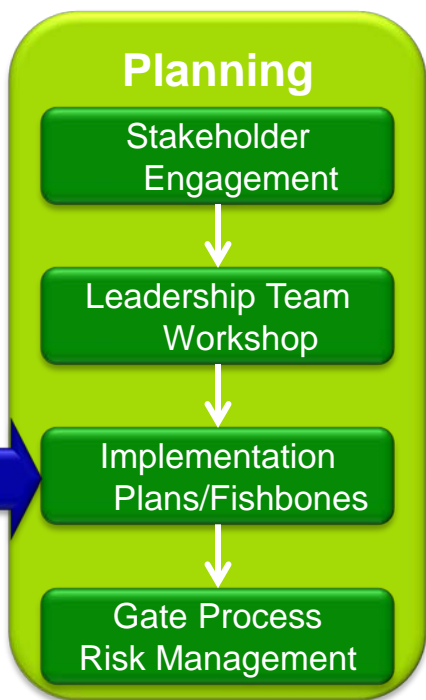 Planning
Stakeholder
Engagement
Leadership Team
Workshop
Implementation
Plans/Fishbones
Gate Process
Risk Management